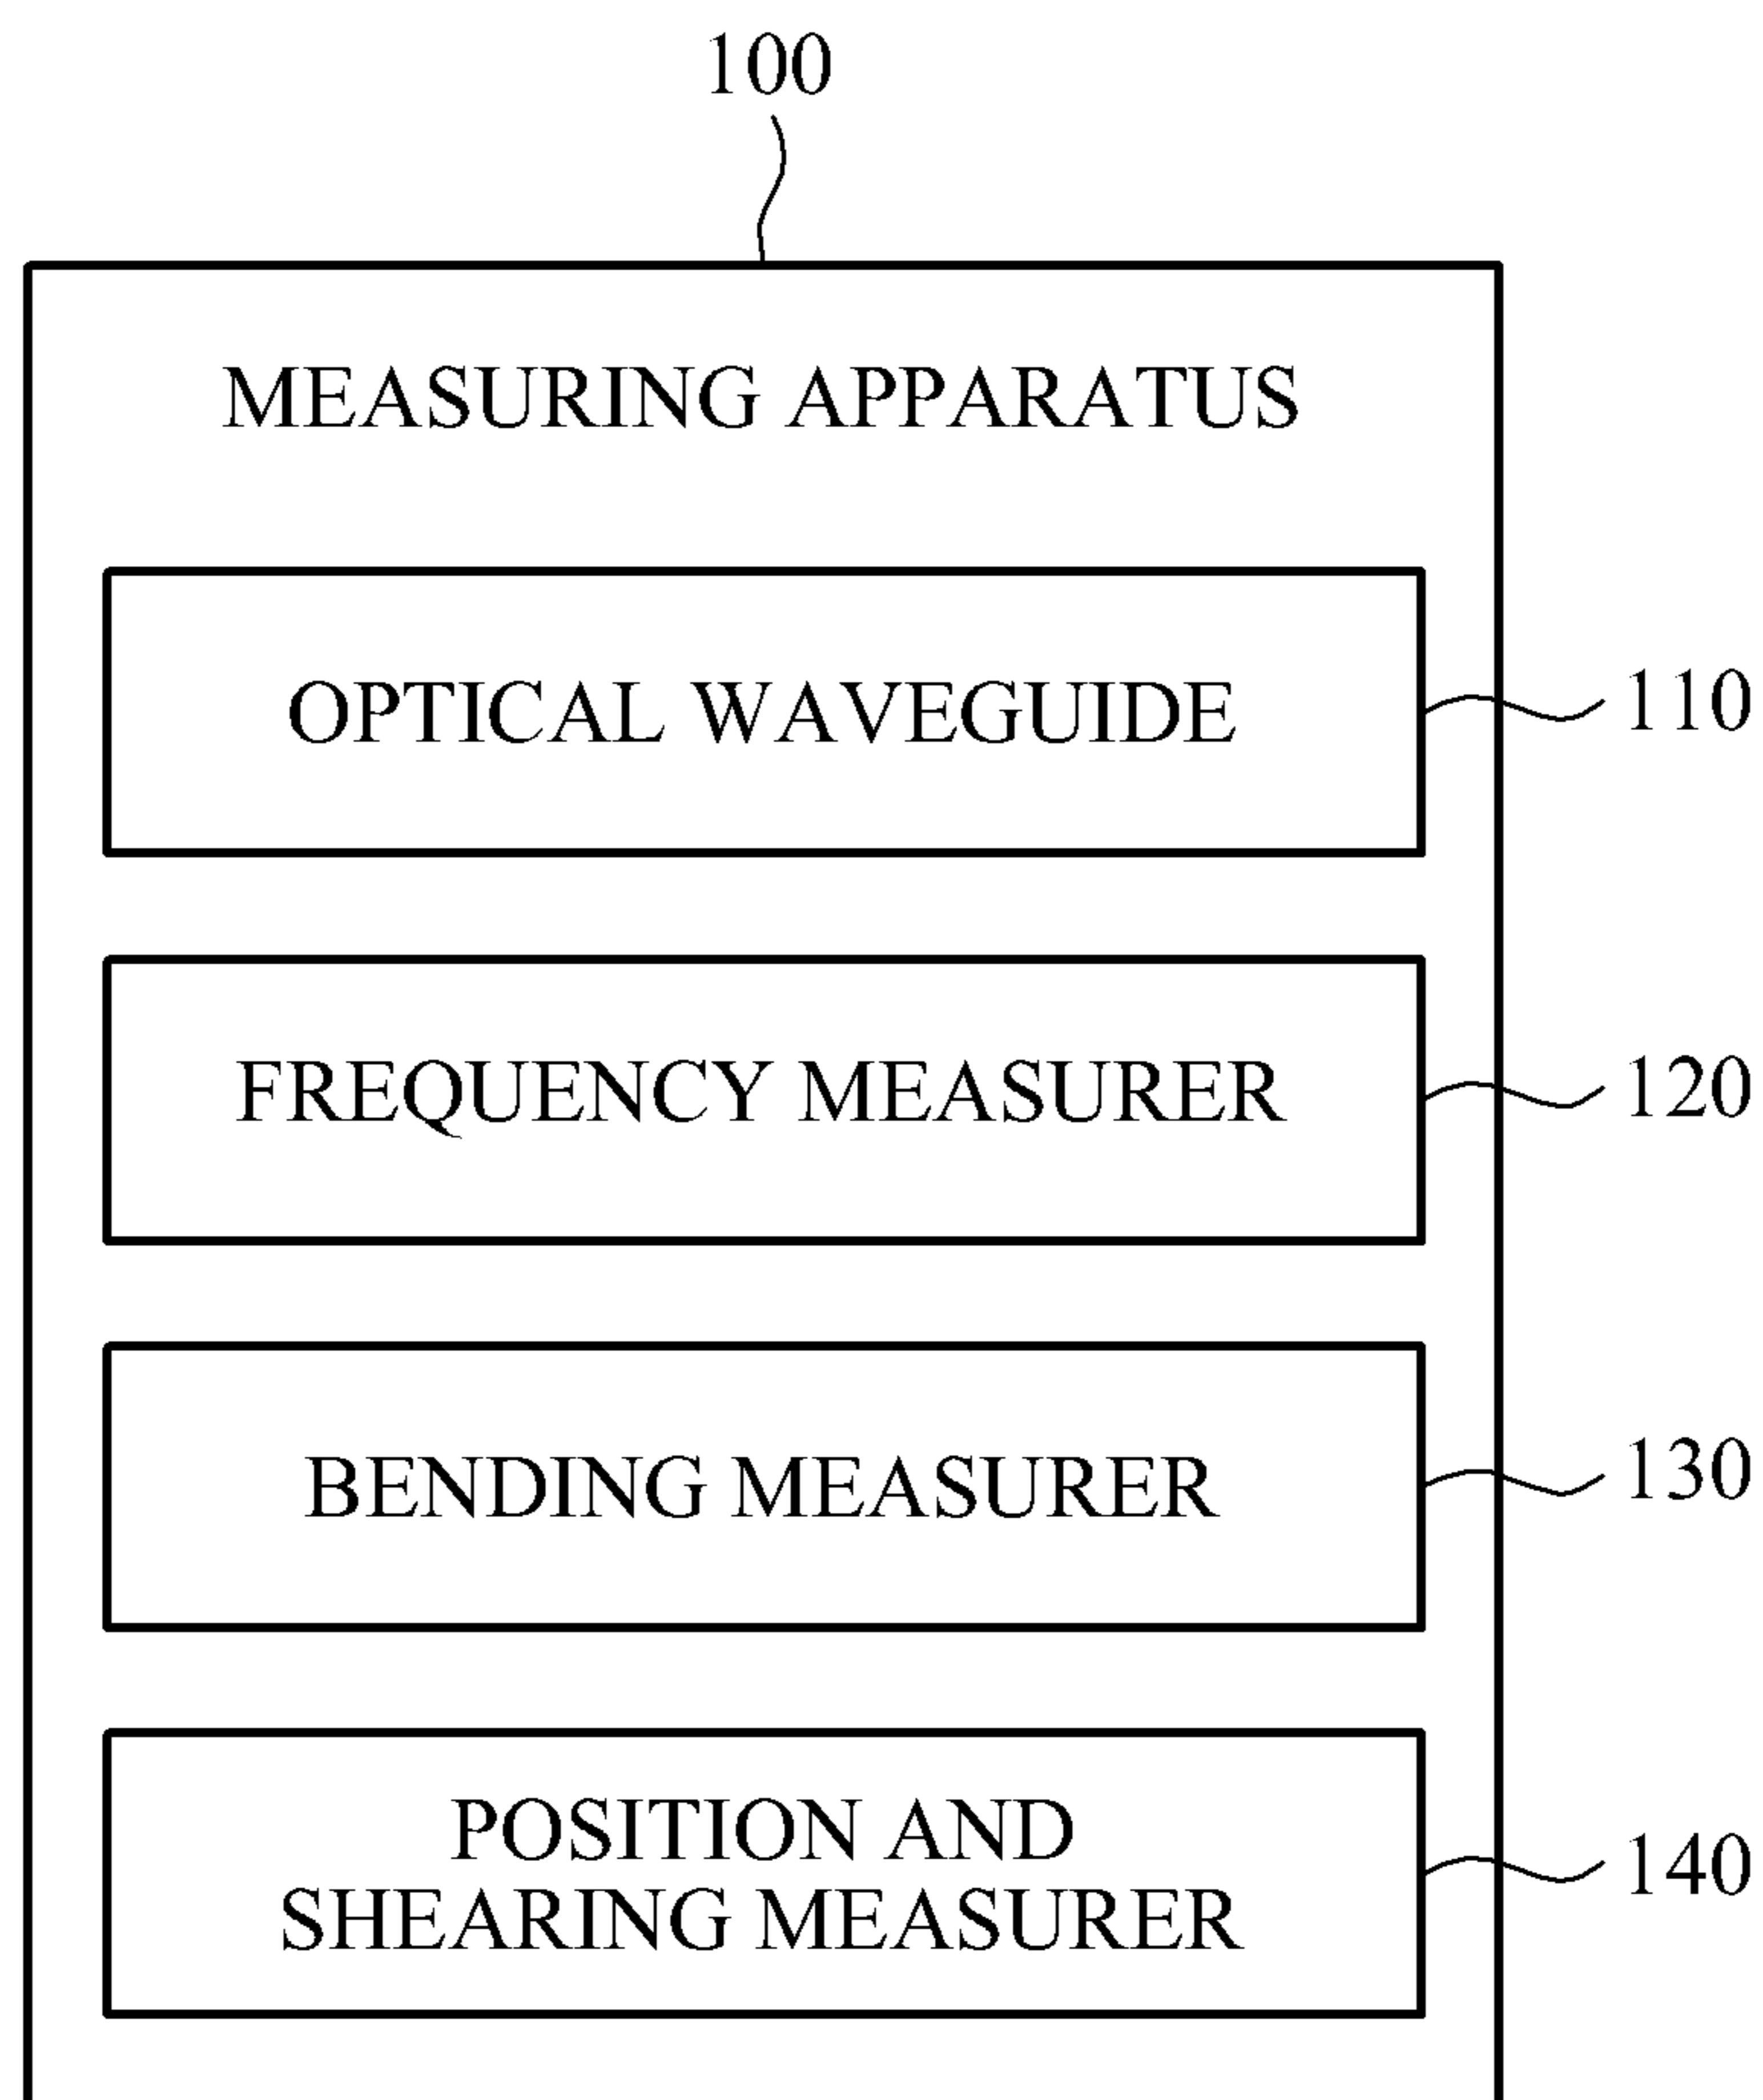 100
MEASURING APPARATUS
OPTICAL WAVEGUIDE
110
FREQUENCY MEASURER
120
BENDING MEASURER
130
POSITION AND
SHEARING MEASURER
140